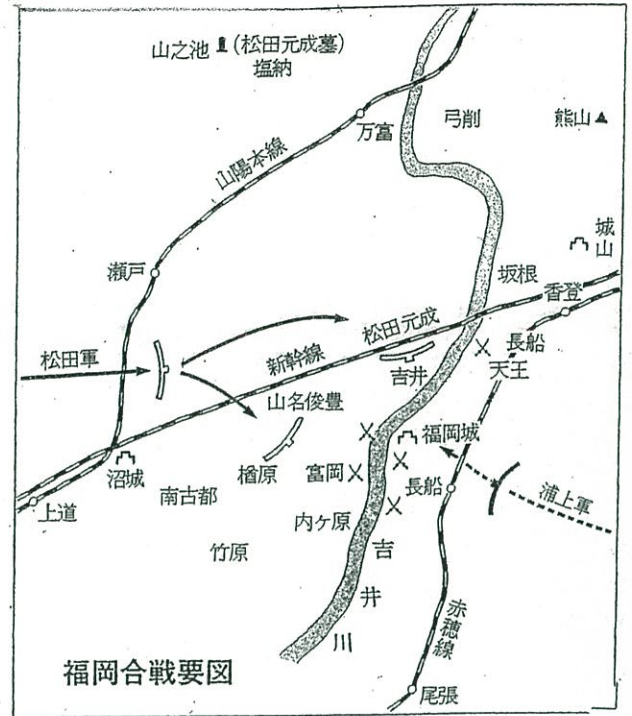 山之池 (松田元成墓)
塩納
万富
弓削
熊山
山陽本線
城山
瀬戸
坂根
香登
松田元成
松田軍
新幹線
吉井
長船
天王
山名俊豊
福岡城
沼城
楢原
富岡
長船
浦上軍
上道
南古都
内ヶ原
竹原
吉井川
赤穂線
福岡合戦要図
尾張